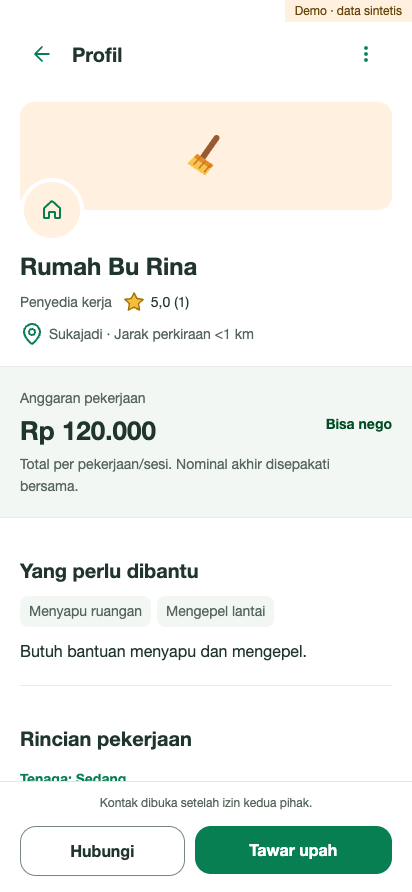 Demo · data sintetis
Profil
Rumah Bu Rina
Penyedia kerja 5,0 (1)
Sukajadi · Jarak perkiraan <1 km
Anggaran pekerjaan
Rp 120.000
Bisa nego
Total per pekerjaan/sesi. Nominal akhir disepakati
bersama.
Yang perlu dibantu
Menyapu ruangan Mengepel lantai
Butuh bantuan menyapu dan mengepel.
Rincian pekerjaan
Tenaga: Sedang
Kontak dibuka setelah izin kedua pihak.
Hubungi Tawar upah